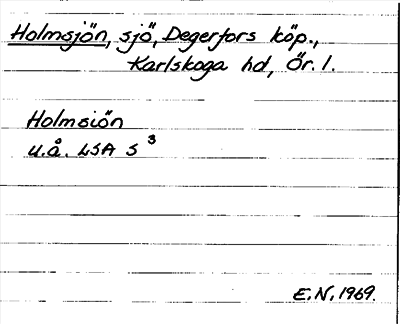 Holmsjön, sjö, Degerfors köp.,
Karlskoga hd, Ör. l.
Holmsiön
u.å. LSA S 3
E.N. 1969.